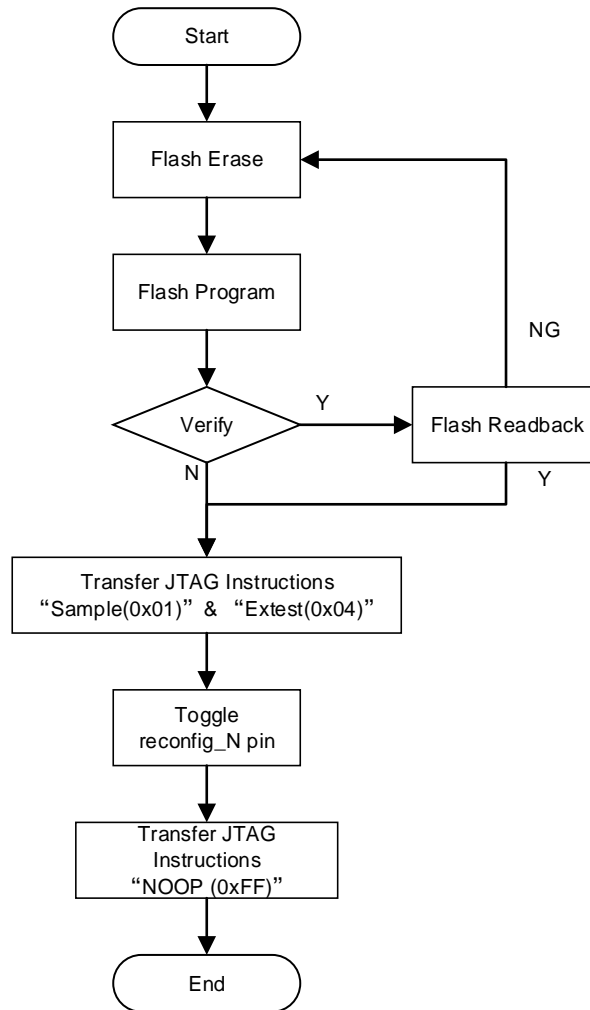 Start
Flash Erase
Flash Program
NG
Verify
Y
Flash Readback
N
Y
Transfer JTAG Instructions
“Sample(0x01)” & “Extest(0x04)”
Toggle
reconfig_N pin
Transfer JTAG
Instructions
“NOOP (0xFF)”
End